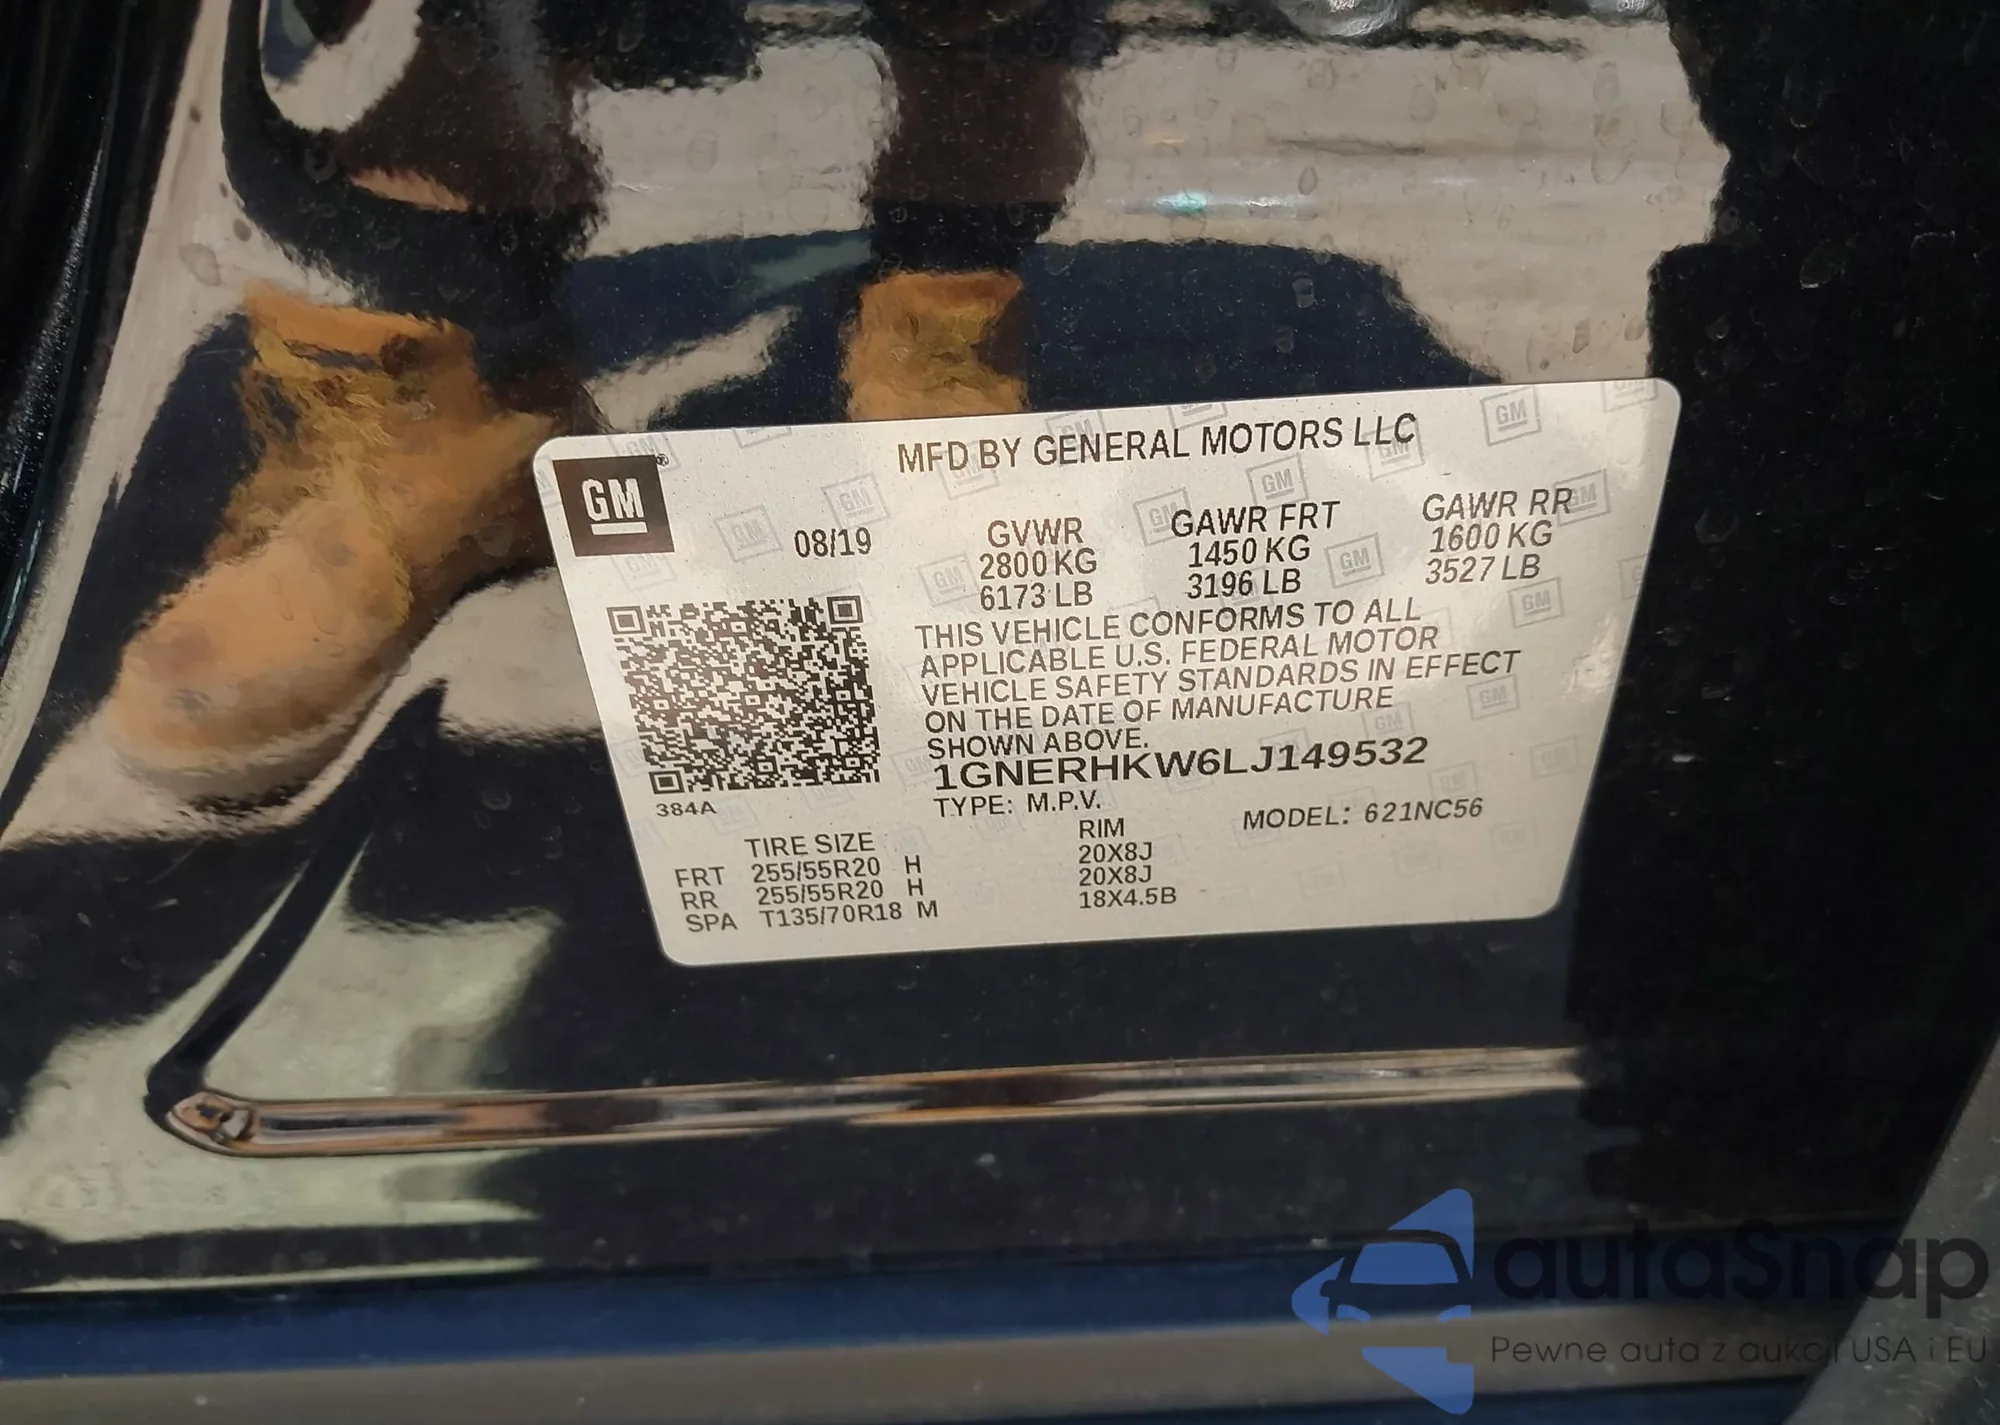 GM®
MFD BY GENERAL MOTORS LLC
08/19
GVWR
2800 KG
6173 LB
GAWR FRT
1450 KG
3196 LB
GAWR RR
1600 KG
3527 LB
THIS VEHICLE CONFORMS TO ALL
APPLICABLE U.S. FEDERAL MOTOR
VEHICLE SAFETY STANDARDS IN EFFECT
ON THE DATE OF MANUFACTURE
SHOWN ABOVE.
1GNERHKW6LJ149532
TYPE: M.P.V.
MODEL: 621NC56
384A
TIRE SIZE RIM
FRT 255/55R20 H 20X8J
RR 255/55R20 H 20X8J
SPA T135/70R18 M 18X4.5B
autaSnap
Pewne auta z aukcji USA i EU